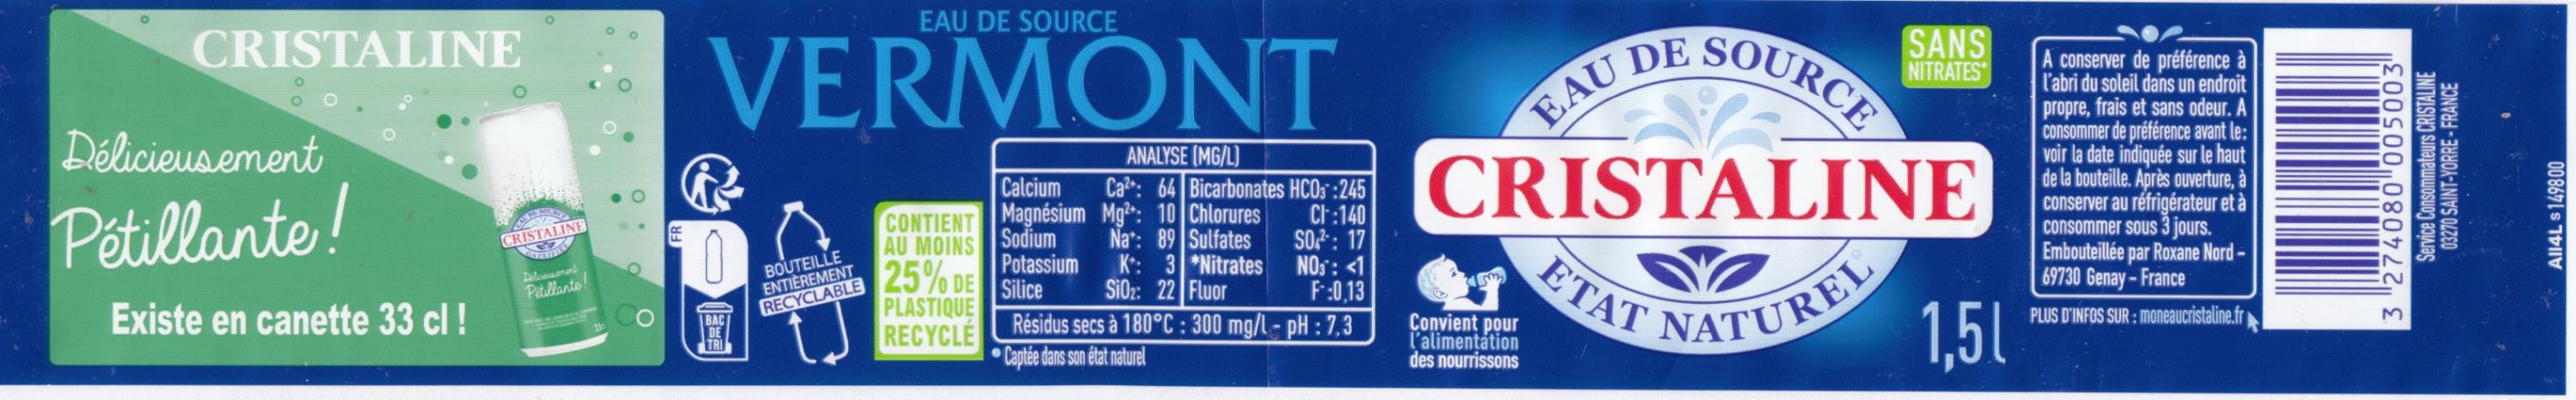 CRISTALINE
Délicieusement
Pétillante !
EAU DE SOURCE
CRISTALINE
Délicieusement
Pétillante !
Existe en canette 33 cl !
EAU DE SOURCE
VERMONT
FR
BAC
DE
TRI
BOUTEILLE
ENTIÈREMENT
RECYCLABLE
CONTIENT
AU MOINS
25% DE
PLASTIQUE
RECYCLÉ
ANALYSE (MG/L)
Calcium Ca²⁺: 64 Bicarbonates HCO₃⁻:245
Magnésium Mg²⁺: 10 Chlorures Cl⁻:140
Sodium Na⁺: 89 Sulfates SO₄²⁻: 17
Potassium K⁺: 3 *Nitrates NO₃⁻: <1
Silice SiO₂: 22 Fluor F⁻:0,13
Résidus secs à 180°C : 300 mg/l - pH : 7,3
Captée dans son état naturel
EAU DE SOURCE
CRISTALINE
ETAT NATUREL
Convient pour
l'alimentation
des nourrissons
SANS
NITRATES*
1,5 l
A conserver de préférence à
l'abri du soleil dans un endroit
propre, frais et sans odeur. A
consommer de préférence avant le:
voir la date indiquée sur le haut
de la bouteille. Après ouverture, à
conserver au réfrigérateur et à
consommer sous 3 jours.
Embouteillée par Roxane Nord -
69730 Genay - France
PLUS D'INFOS SUR : moneaucristaline.fr
3 274080 005003
Service Consommateurs CRISTALINE
03270 SAINT-YORRE - FRANCE
All4L s 149800